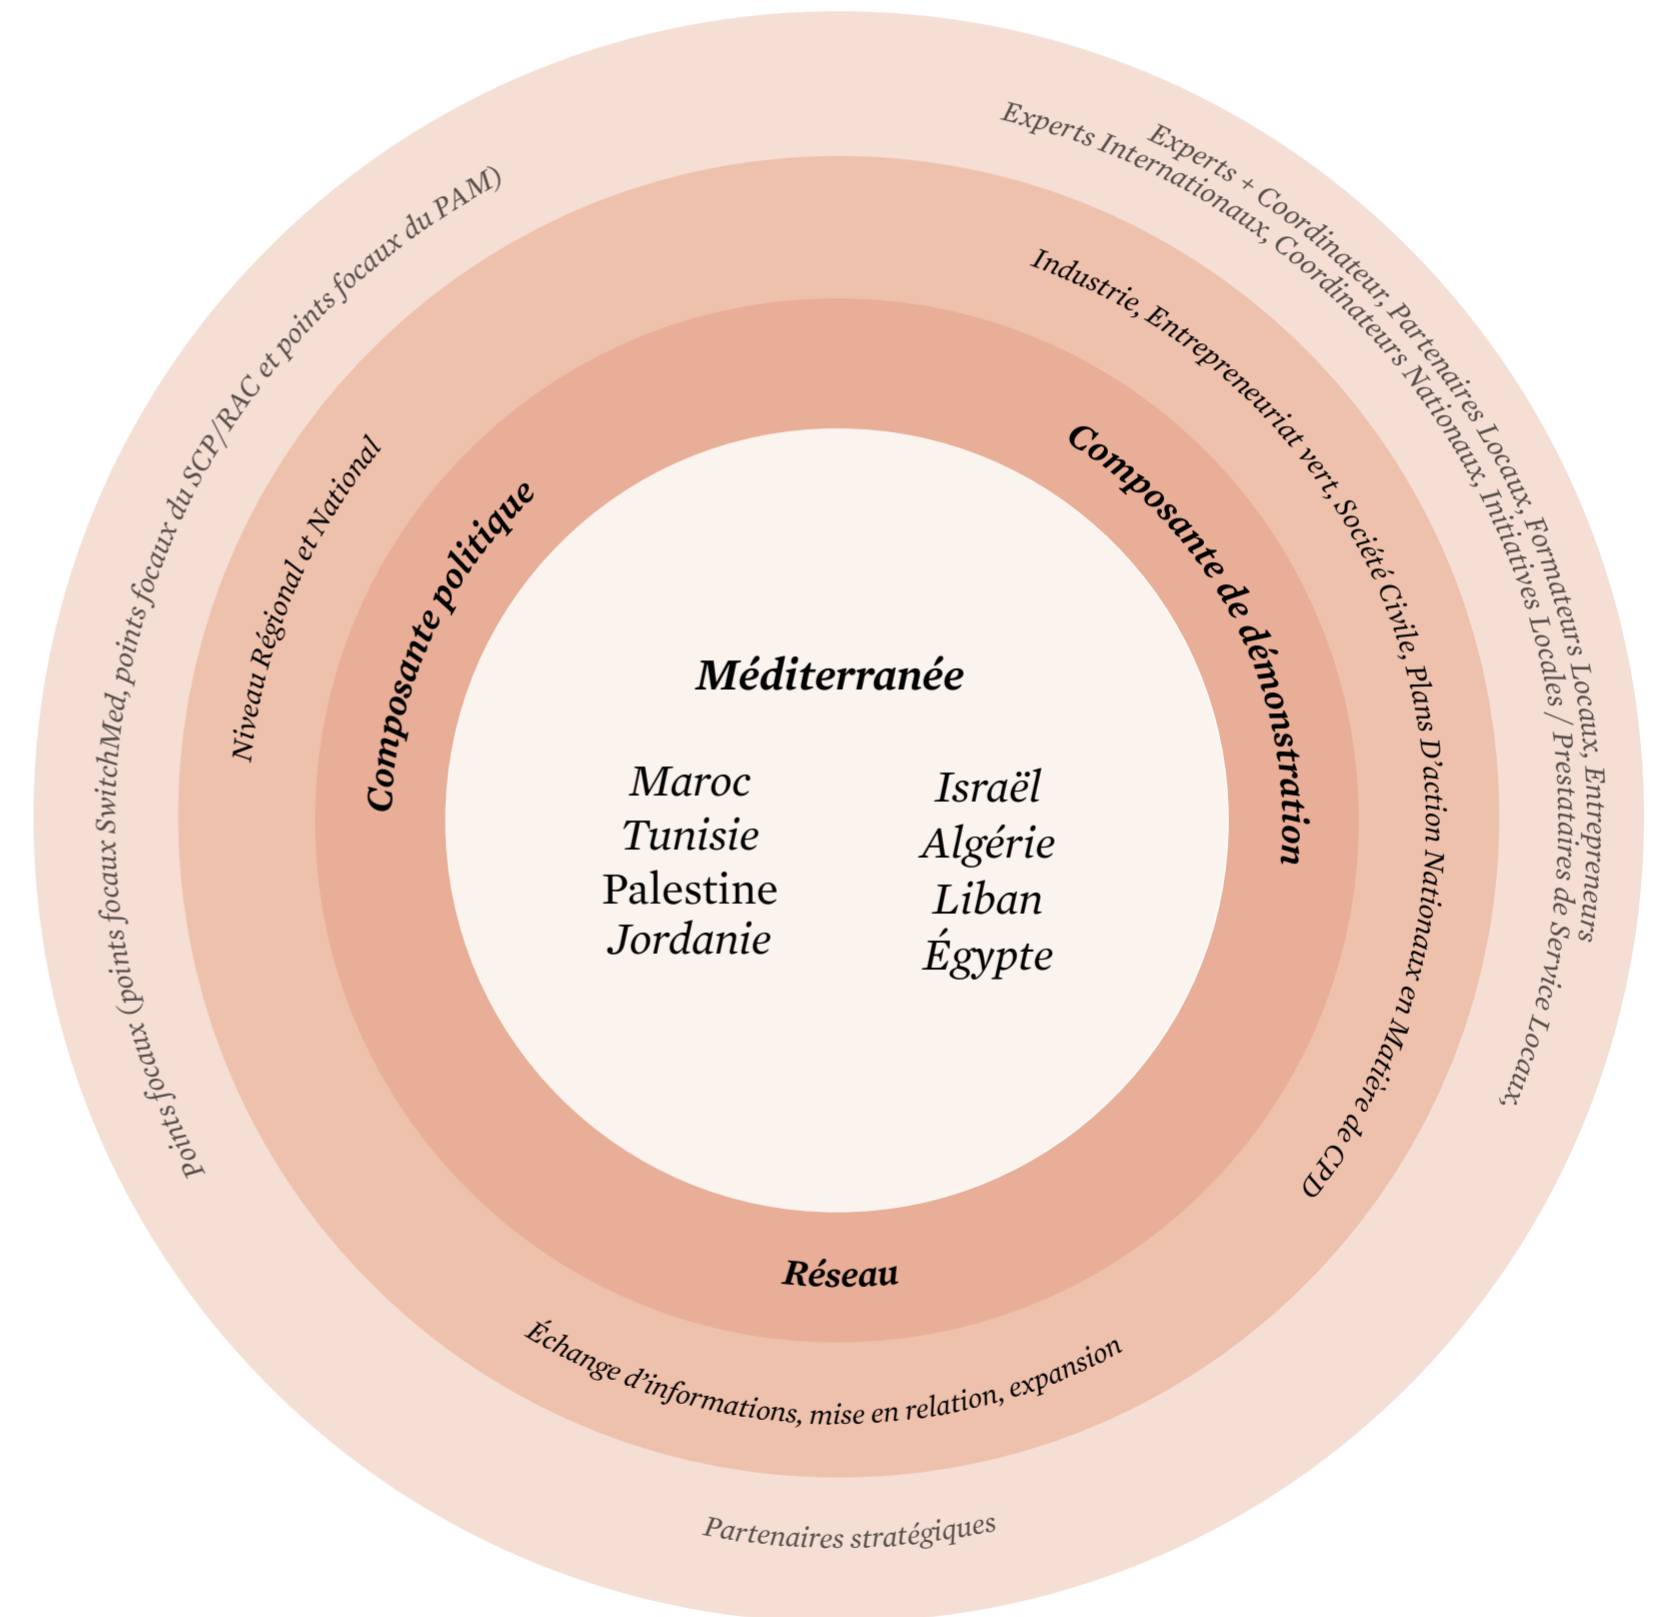 Experts + Coordinateur, Partenaires Locaux, Formateurs Locaux, Entrepreneurs
Experts Internationaux, Coordinateurs Nationaux, Initiatives Locales / Prestataires de Service Locaux,
Points focaux (points focaux SwitchMed, points focaux du SCP/RAC et points focaux du PAM)
Industrie, Entrepreneuriat vert, Société Civile, Plans D’action Nationaux en Matière de CPD
Niveau Régional et National
Composante politique
Composante de démonstration
Méditerranée
Maroc
Tunisie
Palestine
Jordanie
Israël
Algérie
Liban
Égypte
Réseau
Échange d’informations, mise en relation, expansion
Partenaires stratégiques